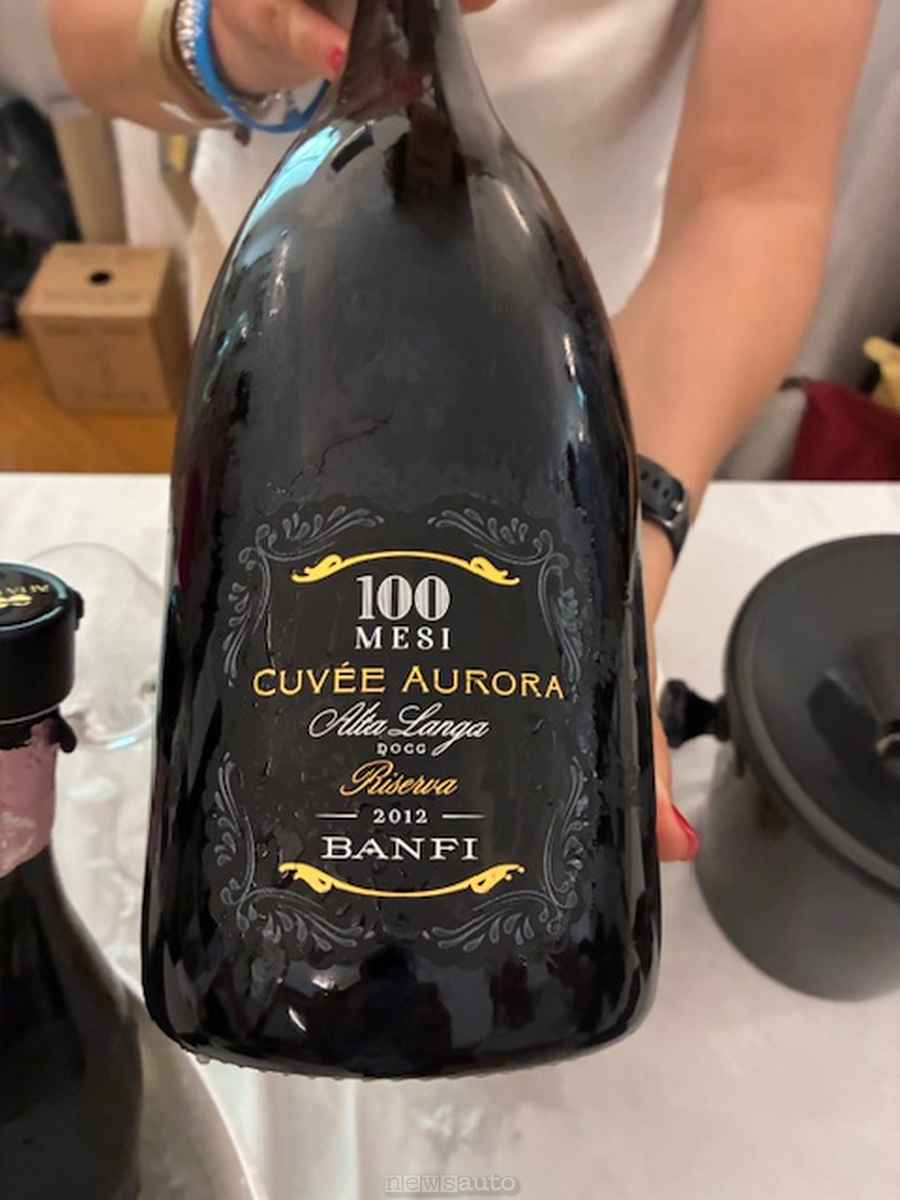 100
MESI
CUVÉE AURORA
Alta Langa
DOCG
Riserva
2012
BANFI
newsauto